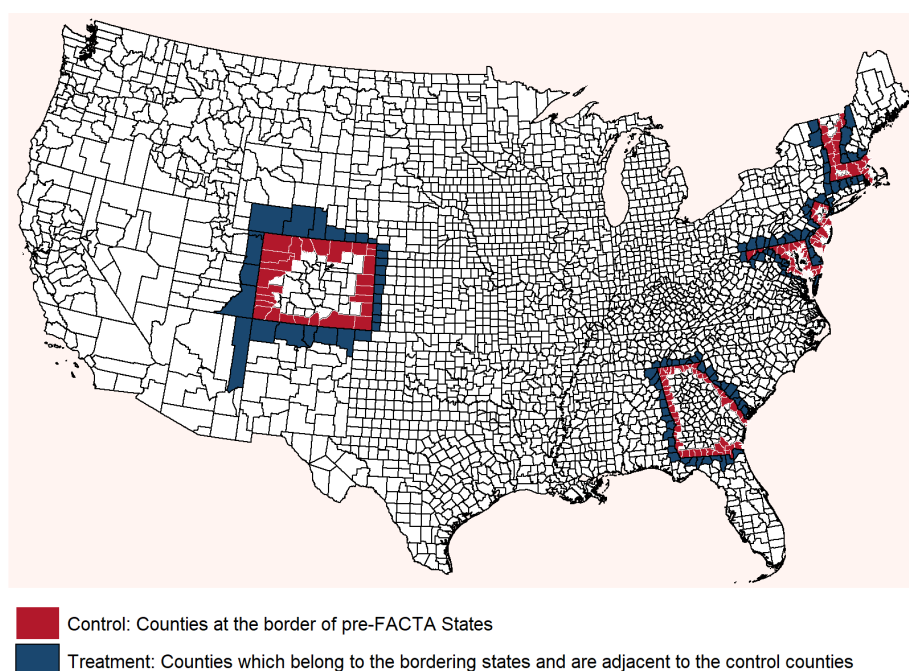 Control: Counties at the border of pre-FACTA States
Treatment: Counties which belong to the bordering states and are adjacent to the control counties